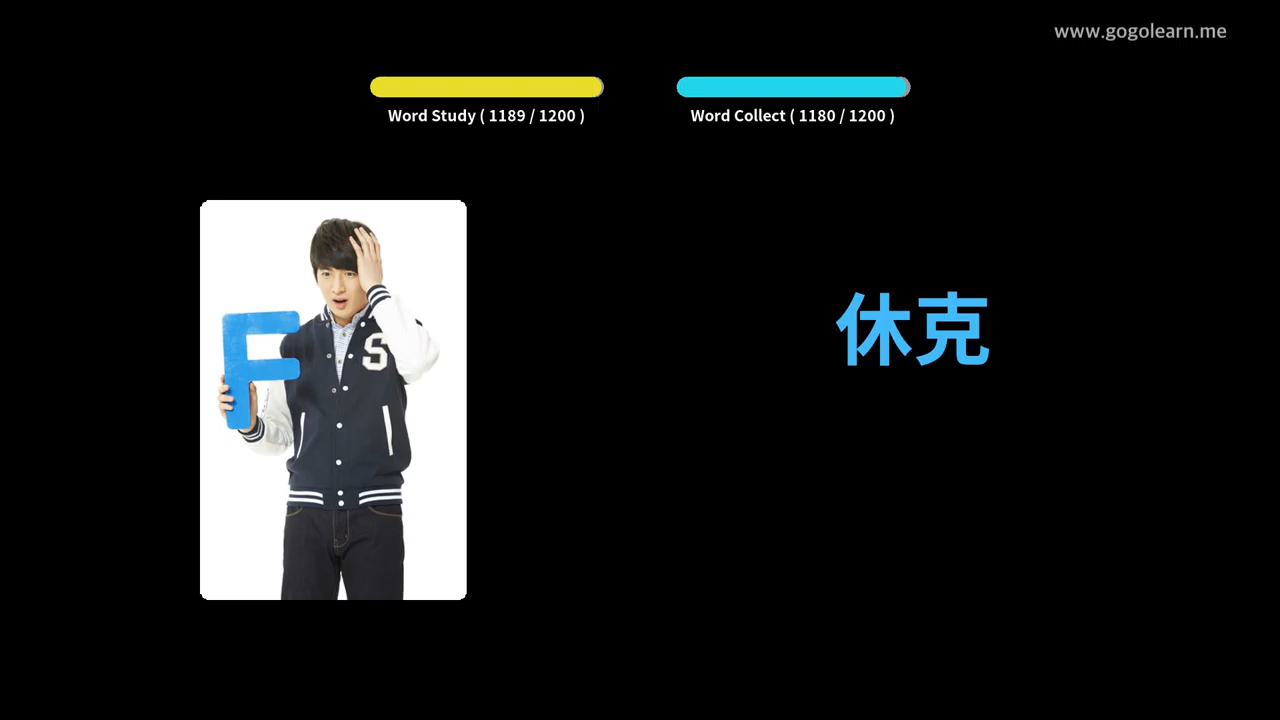 www.gogolearn.me
Word Study ( 1189 / 1200 )
Word Collect ( 1180 / 1200 )
F
S
休克